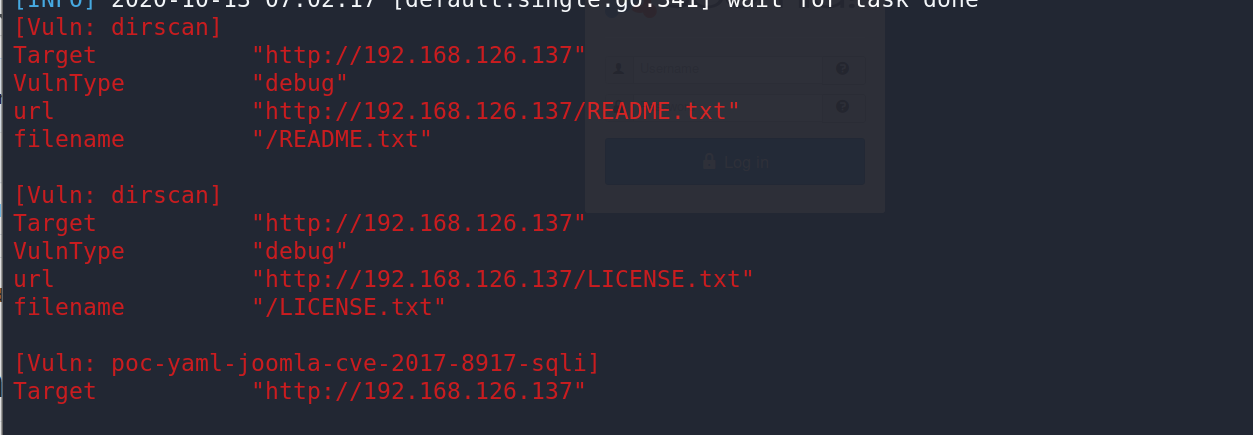 [INFO] 2020-10-15 07:02:17 [default:single.go:341] wait for task done
[Vuln: dirscan]
Target "http://192.168.126.137"
VulnType "debug"
url "http://192.168.126.137/README.txt"
filename "/README.txt"
[Vuln: dirscan]
Target "http://192.168.126.137"
VulnType "debug"
url "http://192.168.126.137/LICENSE.txt"
filename "/LICENSE.txt"
[Vuln: poc-yaml-joomla-cve-2017-8917-sqli]
Target "http://192.168.126.137"
Username
Log in